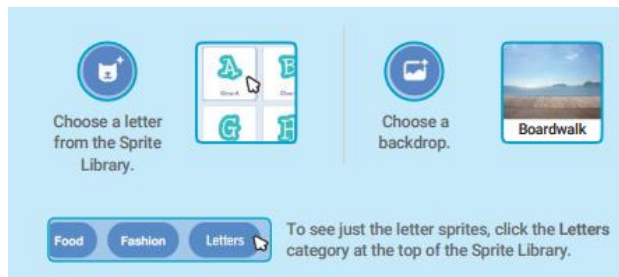 A
B
Glow-A
G
H
Choose a letter
from the Sprite
Library.
Choose a
backdrop.
Boardwalk
Food
Fashion
Letters
To see just the letter sprites, click the Letters
category at the top of the Sprite Library.